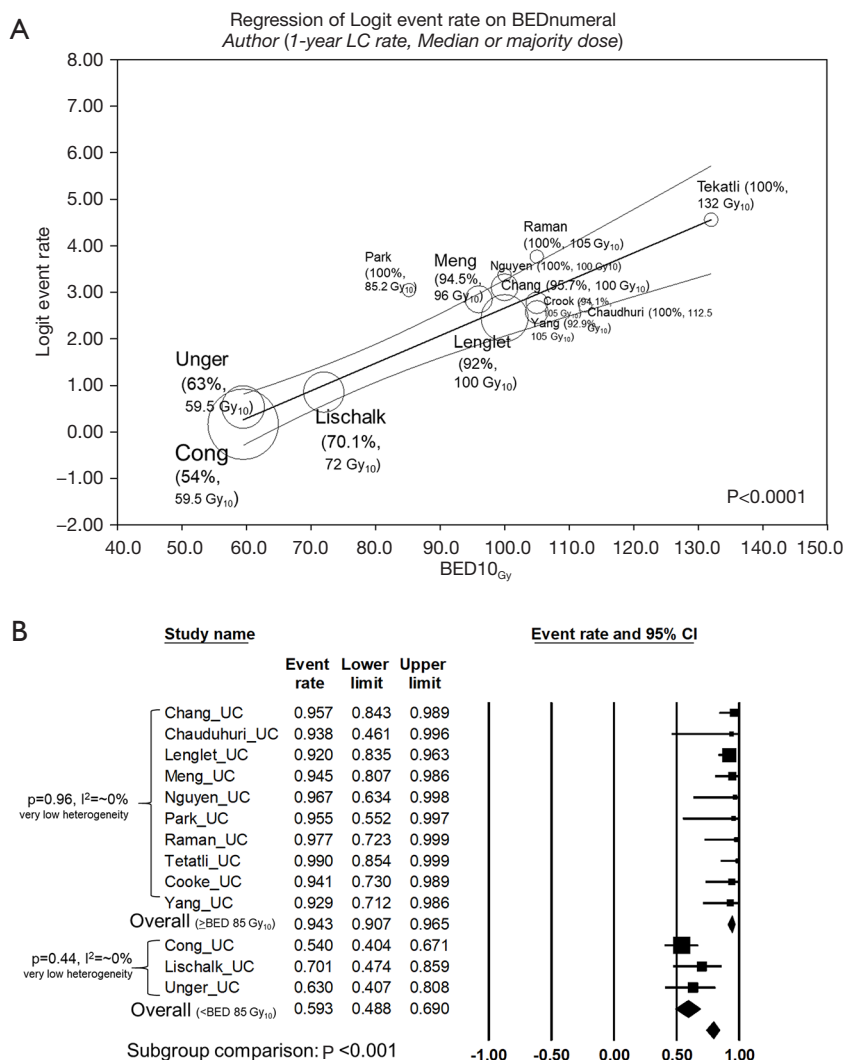 A
Regression of Logit event rate on BEDnumeral
Author (1-year LC rate, Median or majority dose)
8.00
7.00
6.00
5.00
4.00
3.00
2.00
1.00
0.00
−1.00
−2.00
Logit event rate
Tekatli (100%,
132 Gy10)
Raman
(100%, 105 Gy10)
Park
(100%,
85.2 Gy10)
Meng
(94.5%,
96 Gy10)
Nguyen (100%, 100 Gy10)
Chang (95.7%, 100 Gy10)
Crook (94.1%,
105 Gy10)
Chaudhuri (100%, 112.5
Gy10)
Yang (92.9%,
105 Gy10)
Lenglet
(92%,
100 Gy10)
Unger
(63%,
59.5 Gy10)
Lischalk
(70.1%,
72 Gy10)
Cong
(54%,
59.5 Gy10)
P<0.0001
40.0 50.0 60.0 70.0 80.0 90.0 100.0 110.0 120.0 130.0 140.0 150.0
BED10Gy
B
Study name Event rate and 95% CI
Event Lower Upper
rate limit limit
Chang_UC 0.957 0.843 0.989
Chauduhuri_UC 0.938 0.461 0.996
Lenglet_UC 0.920 0.835 0.963
Meng_UC 0.945 0.807 0.986
Nguyen_UC 0.967 0.634 0.998
p=0.96, I²=~0%
very low heterogeneity
Park_UC 0.955 0.552 0.997
Raman_UC 0.977 0.723 0.999
Tetatli_UC 0.990 0.854 0.999
Cooke_UC 0.941 0.730 0.989
Yang_UC 0.929 0.712 0.986
Overall (≥BED 85 Gy10) 0.943 0.907 0.965
Cong_UC 0.540 0.404 0.671
p=0.44, I²=~0%
very low heterogeneity
Lischalk_UC 0.701 0.474 0.859
Unger_UC 0.630 0.407 0.808
Overall (<BED 85 Gy10) 0.593 0.488 0.690
Subgroup comparison: P <0.001
-1.00 -0.50 0.00 0.50 1.00